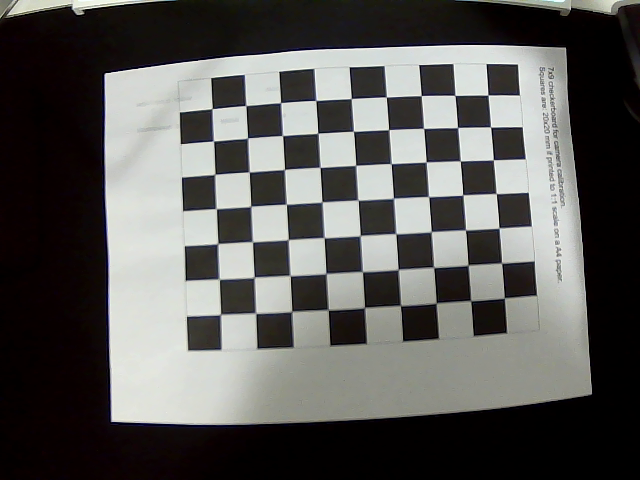 7x9 checkerboard for camera calibration.
Squares are: 20x20 mm if printed to 1:1 scale on a A4 paper.